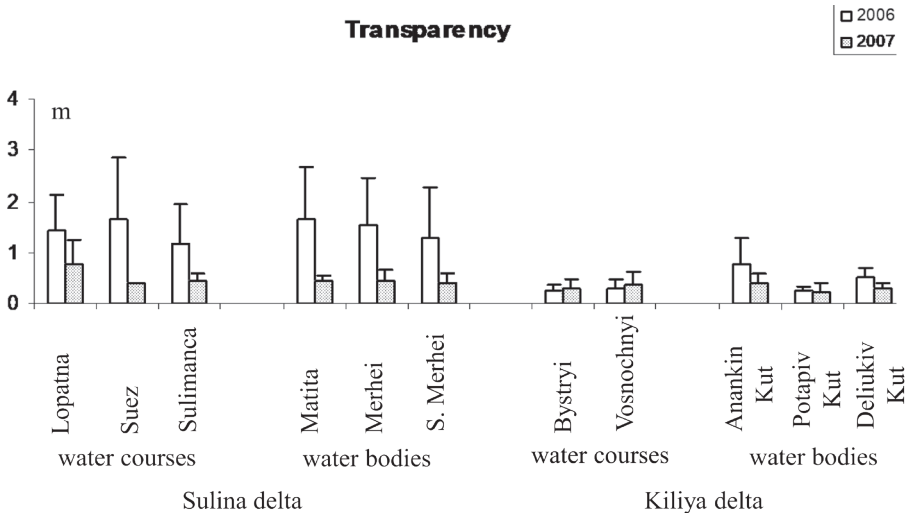 Transparency
2006
2007
m
4
3
2
1
0
Lopatna
Suez
Sulimanca
Matita
Merhei
S. Merhei
Bystryi
Vosnochnyi
Anankin
Kut
Potapiv
Kut
Deliukiv
Kut
water courses
water bodies
water courses
water bodies
Sulina delta
Kiliya delta